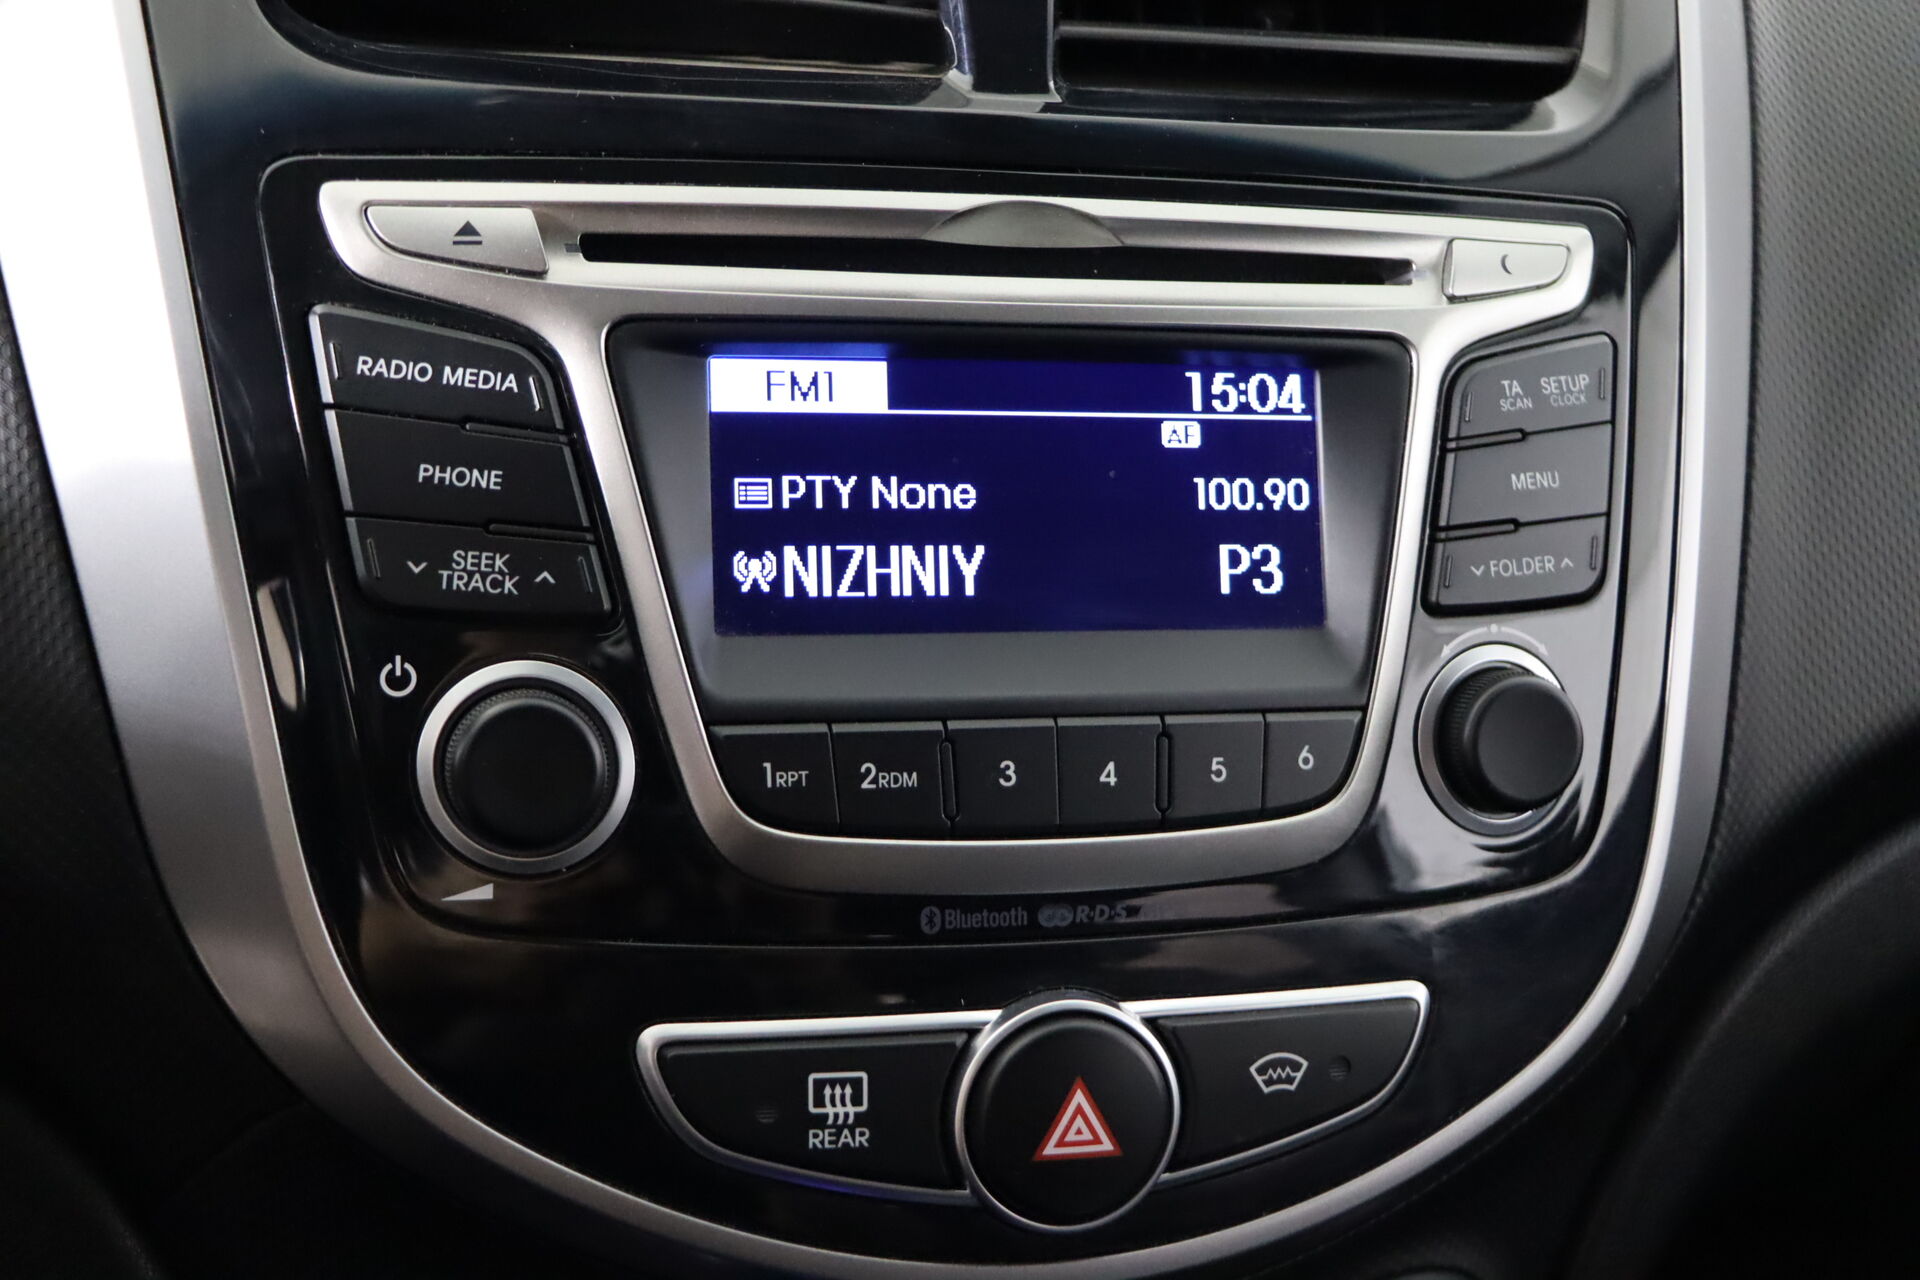 RADIO MEDIA
PHONE
SEEK
TRACK
FM1 15:04
AF
PTY None 100.90
NIZHNIY P3
TA SETUP
SCAN CLOCK
MENU
FOLDER
1RPT 2RDM 3 4 5 6
Bluetooth R·D·S
REAR